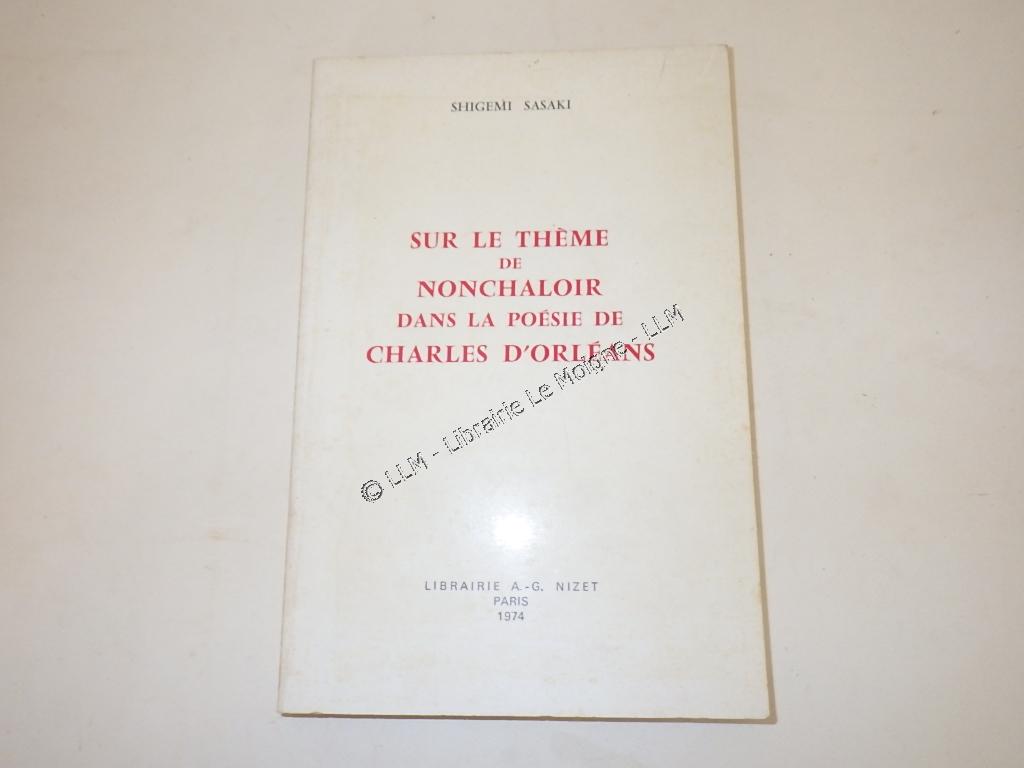 SHIGEMI SASAKI
SUR LE THÈME
DE
NONCHALOIR
DANS LA POÉSIE DE
CHARLES D'ORLÉANS
© LLM - Librairie Le Moigne - LLM
LIBRAIRIE A.-G. NIZET
PARIS
1974